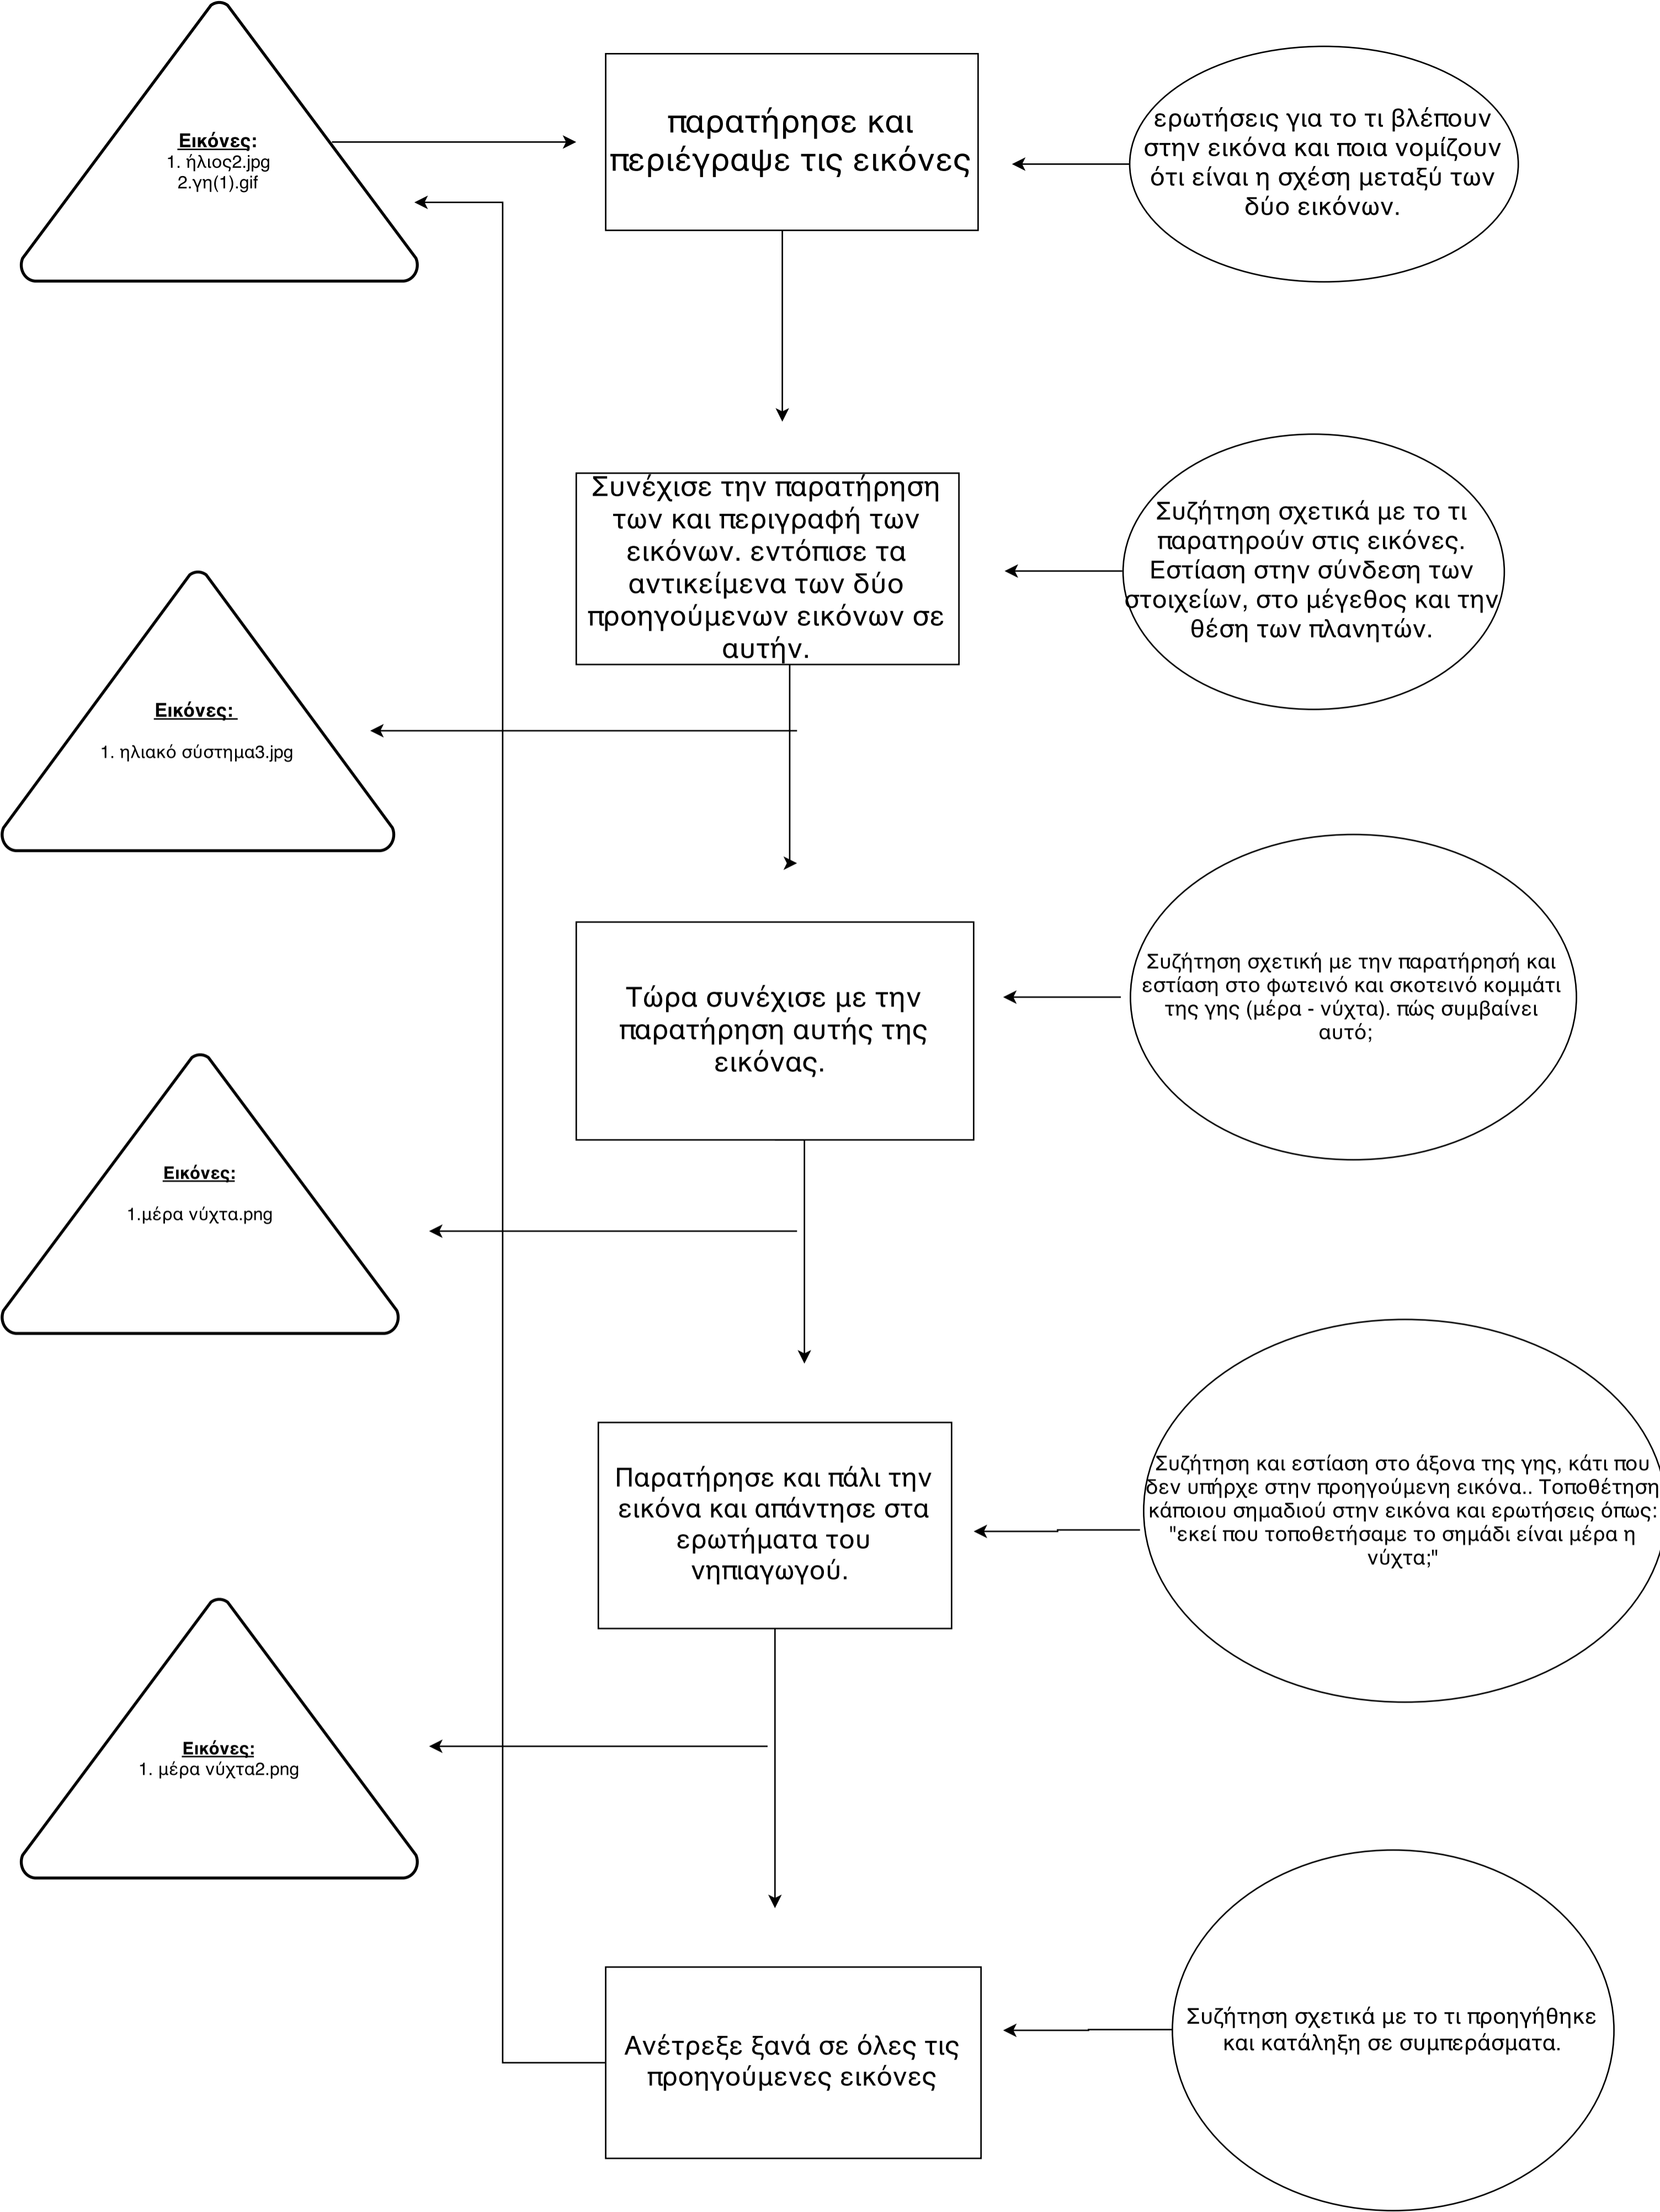 Εικόνες:
1. ήλιος2.jpg
2.γη(1).gif
παρατήρησε και
περιέγραψε τις εικόνες
ερωτήσεις για το τι βλέπουν
στην εικόνα και ποια νομίζουν
ότι είναι η σχέση μεταξύ των
δύο εικόνων.
Συνέχισε την παρατήρηση
των και περιγραφή των
εικόνων. εντόπισε τα
αντικείμενα των δύο
προηγούμενων εικόνων σε
αυτήν.
Συζήτηση σχετικά με το τι
παρατηρούν στις εικόνες.
Εστίαση στην σύνδεση των
στοιχείων, στο μέγεθος και την
θέση των πλανητών.
Εικόνες:
1. ηλιακό σύστημα3.jpg
Τώρα συνέχισε με την
παρατήρηση αυτής της
εικόνας.
Συζήτηση σχετική με την παρατήρησή και
εστίαση στο φωτεινό και σκοτεινό κομμάτι
της γης (μέρα - νύχτα). πώς συμβαίνει
αυτό;
Εικόνες:
1.μέρα νύχτα.png
Παρατήρησε και πάλι την
εικόνα και απάντησε στα
ερωτήματα του
νηπιαγωγού.
Συζήτηση και εστίαση στο άξονα της γης, κάτι που
δεν υπήρχε στην προηγούμενη εικόνα.. Τοποθέτηση
κάποιου σημαδιού στην εικόνα και ερωτήσεις όπως:
"εκεί που τοποθετήσαμε το σημάδι είναι μέρα η
νύχτα;"
Εικόνες:
1. μέρα νύχτα2.png
Ανέτρεξε ξανά σε όλες τις
προηγούμενες εικόνες
Συζήτηση σχετικά με το τι προηγήθηκε
και κατάληξη σε συμπεράσματα.